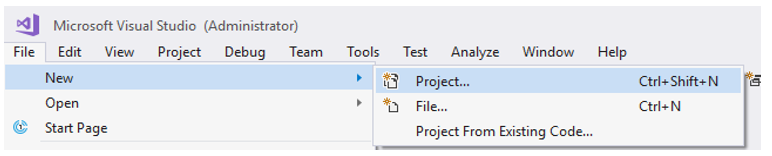 Microsoft Visual Studio (Administrator)
File Edit View Project Debug Team Tools Test Analyze Window Help
New Project... Ctrl+Shift+N
Open File... Ctrl+N
Start Page Project From Existing Code...